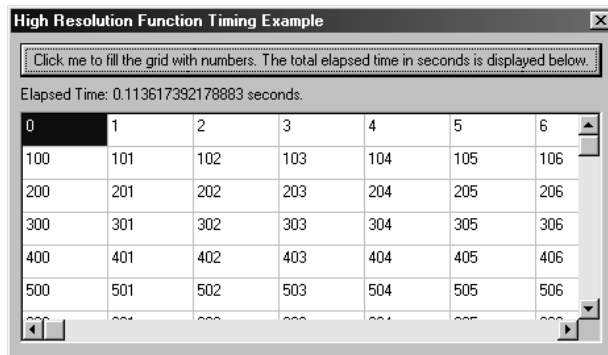 High Resolution Function Timing Example
Click me to fill the grid with numbers. The total elapsed time in seconds is displayed below.
Elapsed Time: 0.113617392178883 seconds.
0 1 2 3 4 5 6
100 101 102 103 104 105 106
200 201 202 203 204 205 206
300 301 302 303 304 305 306
400 401 402 403 404 405 406
500 501 502 503 504 505 506